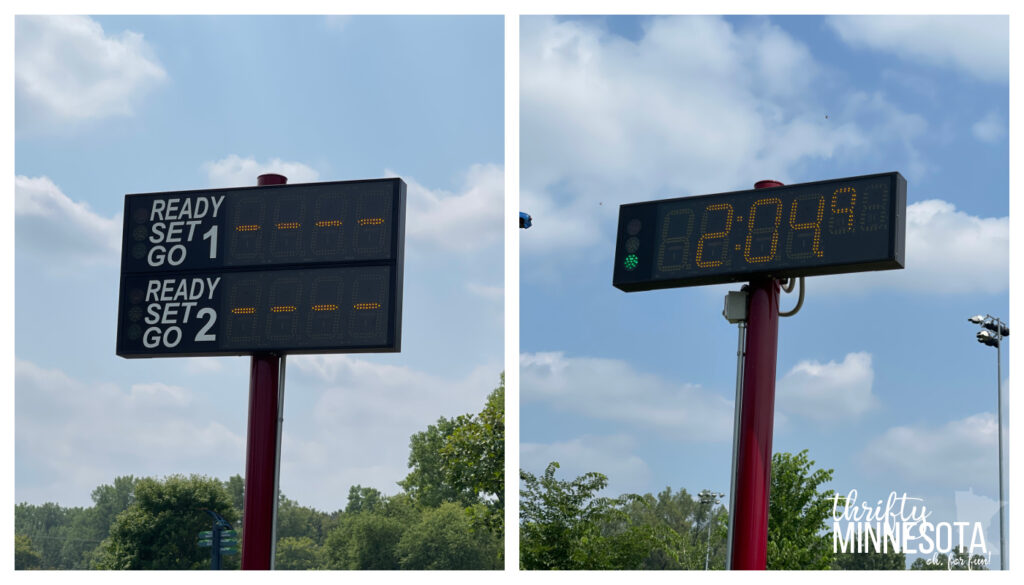 READY
SET 1
GO
READY
SET 2
GO
2:04
thrifty
MINNESOTA
oh, for fun!